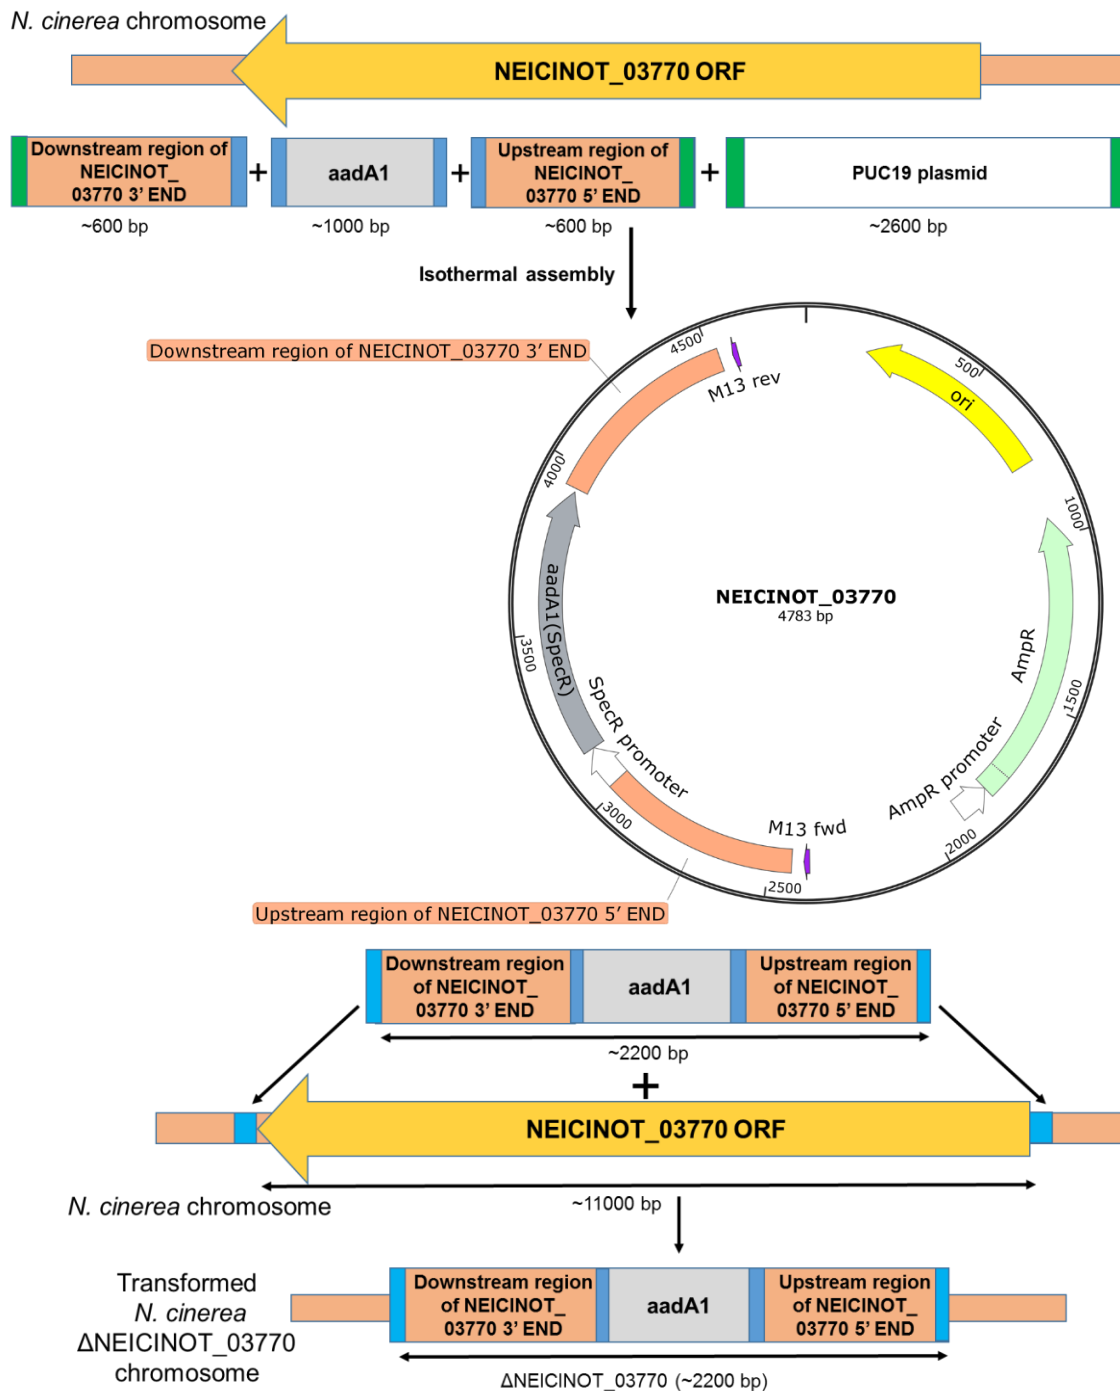 N. cinerea chromosome
NEICINOT_03770 ORF
Downstream region of
NEICINOT_
03770 3’ END
+
aadA1
+
Upstream region of
NEICINOT_
03770 5’ END
+
PUC19 plasmid
~600 bp
~1000 bp
~600 bp
~2600 bp
Isothermal assembly
Downstream region of NEICINOT_03770 3’ END
4500
M13 rev
500
ori
4000
1000
aadA1(SpecR)
NEICINOT_03770
4783 bp
3500
AmpR
1500
SpecR promoter
AmpR promoter
3000
M13 fwd
2000
2500
Upstream region of NEICINOT_03770 5’ END
Downstream region
of NEICINOT_
03770 3’ END
aadA1
Upstream region
of NEICINOT_
03770 5’ END
~2200 bp
+
NEICINOT_03770 ORF
~11000 bp
N. cinerea chromosome
Transformed
N. cinerea
ΔNEICINOT_03770
chromosome
Downstream region
of NEICINOT_
03770 3’ END
aadA1
Upstream region
of NEICINOT_
03770 5’ END
ΔNEICINOT_03770 (~2200 bp)